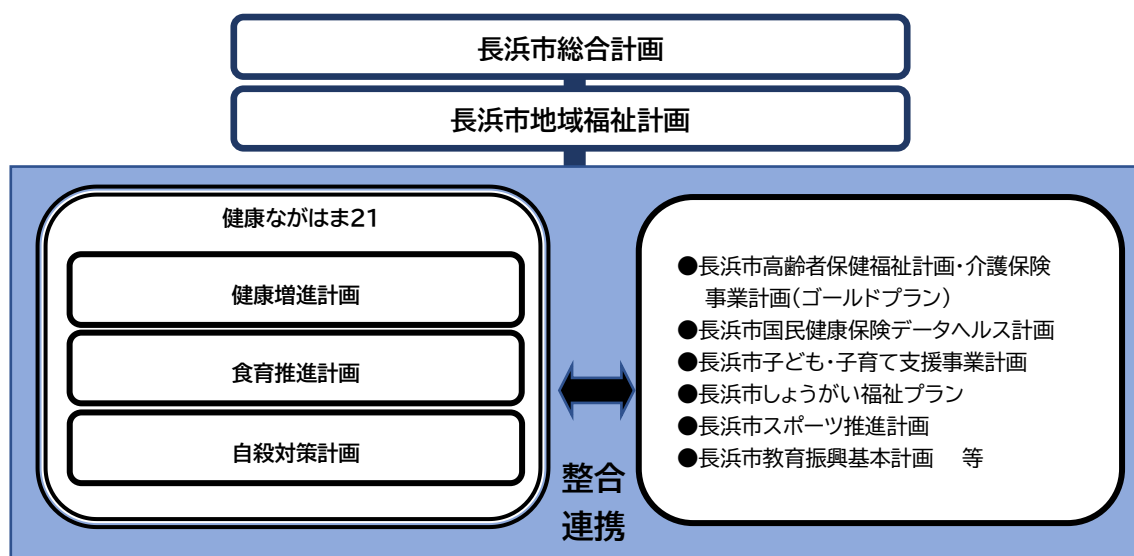 長浜市総合計画
長浜市地域福祉計画
健康ながはま21
健康増進計画
食育推進計画
自殺対策計画
整合
連携
●長浜市高齢者保健福祉計画・介護保険
事業計画(ゴールドプラン)
●長浜市国民健康保険データヘルス計画
●長浜市子ども・子育て支援事業計画
●長浜市しょうがい福祉プラン
●長浜市スポーツ推進計画
●長浜市教育振興基本計画　等